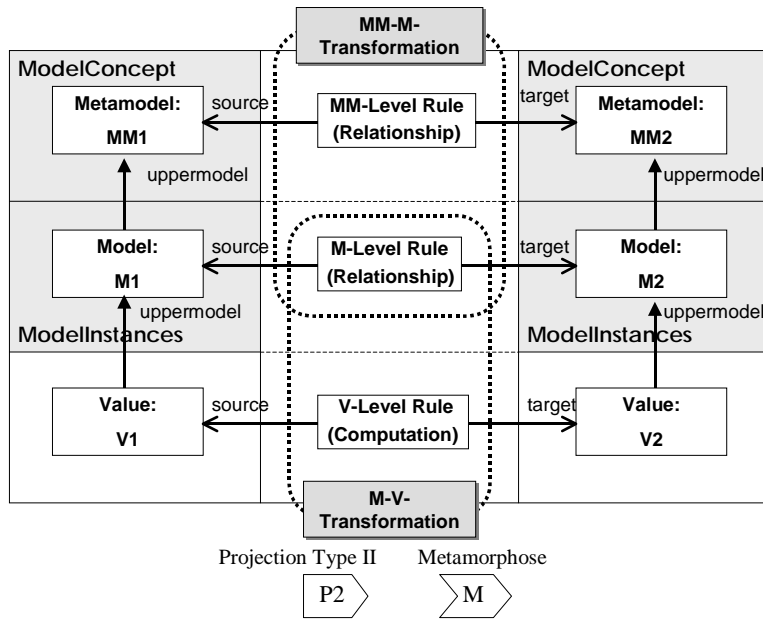 MM-M-
Transformation
ModelConcept
ModelConcept
Metamodel:
MM1
source
MM-Level Rule
(Relationship)
target
Metamodel:
MM2
uppermodel
uppermodel
Model:
M1
source
M-Level Rule
(Relationship)
target
Model:
M2
uppermodel
uppermodel
ModelInstances
ModelInstances
Value:
V1
source
V-Level Rule
(Computation)
target
Value:
V2
M-V-
Transformation
Projection Type II
Metamorphose
P2
M